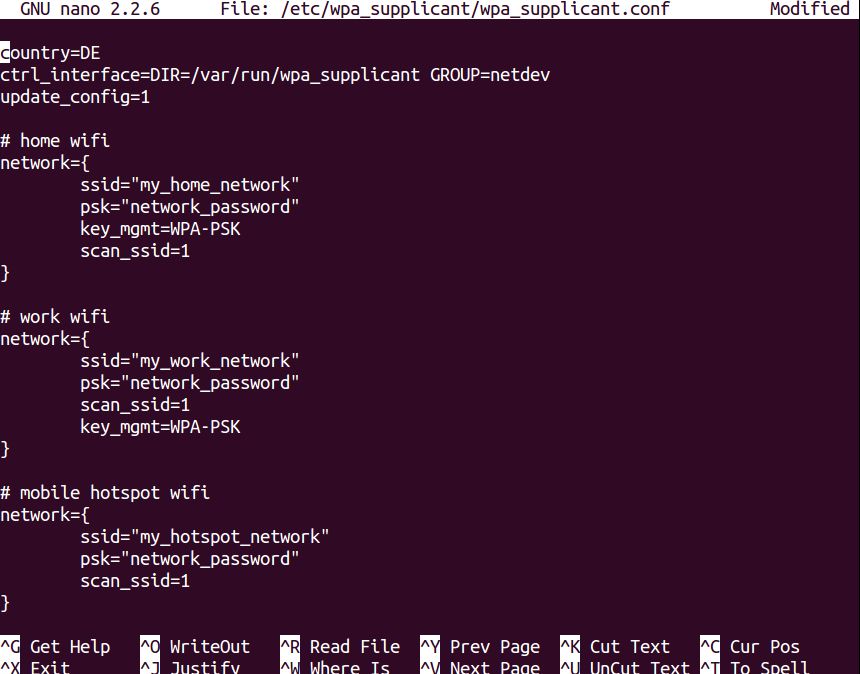 GNU nano 2.2.6 File: /etc/wpa_supplicant/wpa_supplicant.conf Modified
country=DE
ctrl_interface=DIR=/var/run/wpa_supplicant GROUP=netdev
update_config=1
# home wifi
network={
ssid="my_home_network"
psk="network_password"
key_mgmt=WPA-PSK
scan_ssid=1
}
# work wifi
network={
ssid="my_work_network"
psk="network_password"
scan_ssid=1
key_mgmt=WPA-PSK
}
# mobile hotspot wifi
network={
ssid="my_hotspot_network"
psk="network_password"
scan_ssid=1
}
^G Get Help ^O WriteOut ^R Read File ^Y Prev Page ^K Cut Text ^C Cur Pos
^X Exit ^J Justify ^W Where Is ^V Next Page ^U UnCut Text ^T To Spell